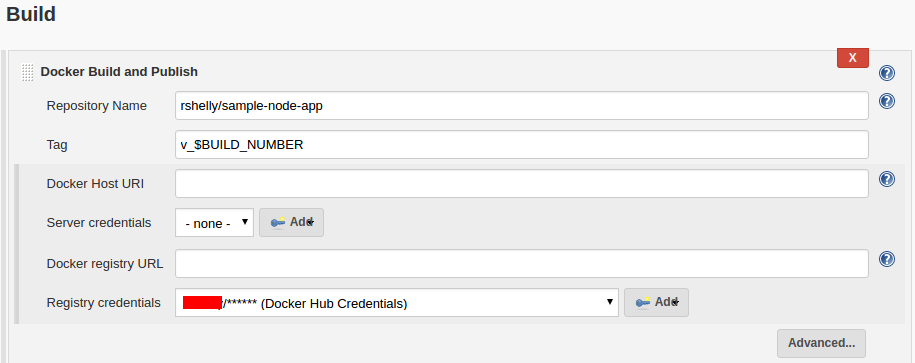 Build
X
Docker Build and Publish
Repository Name rshelly/sample-node-app
Tag v_$BUILD_NUMBER
Docker Host URI
Server credentials - none - Add
Docker registry URL
Registry credentials y/****** (Docker Hub Credentials) Add
Advanced...